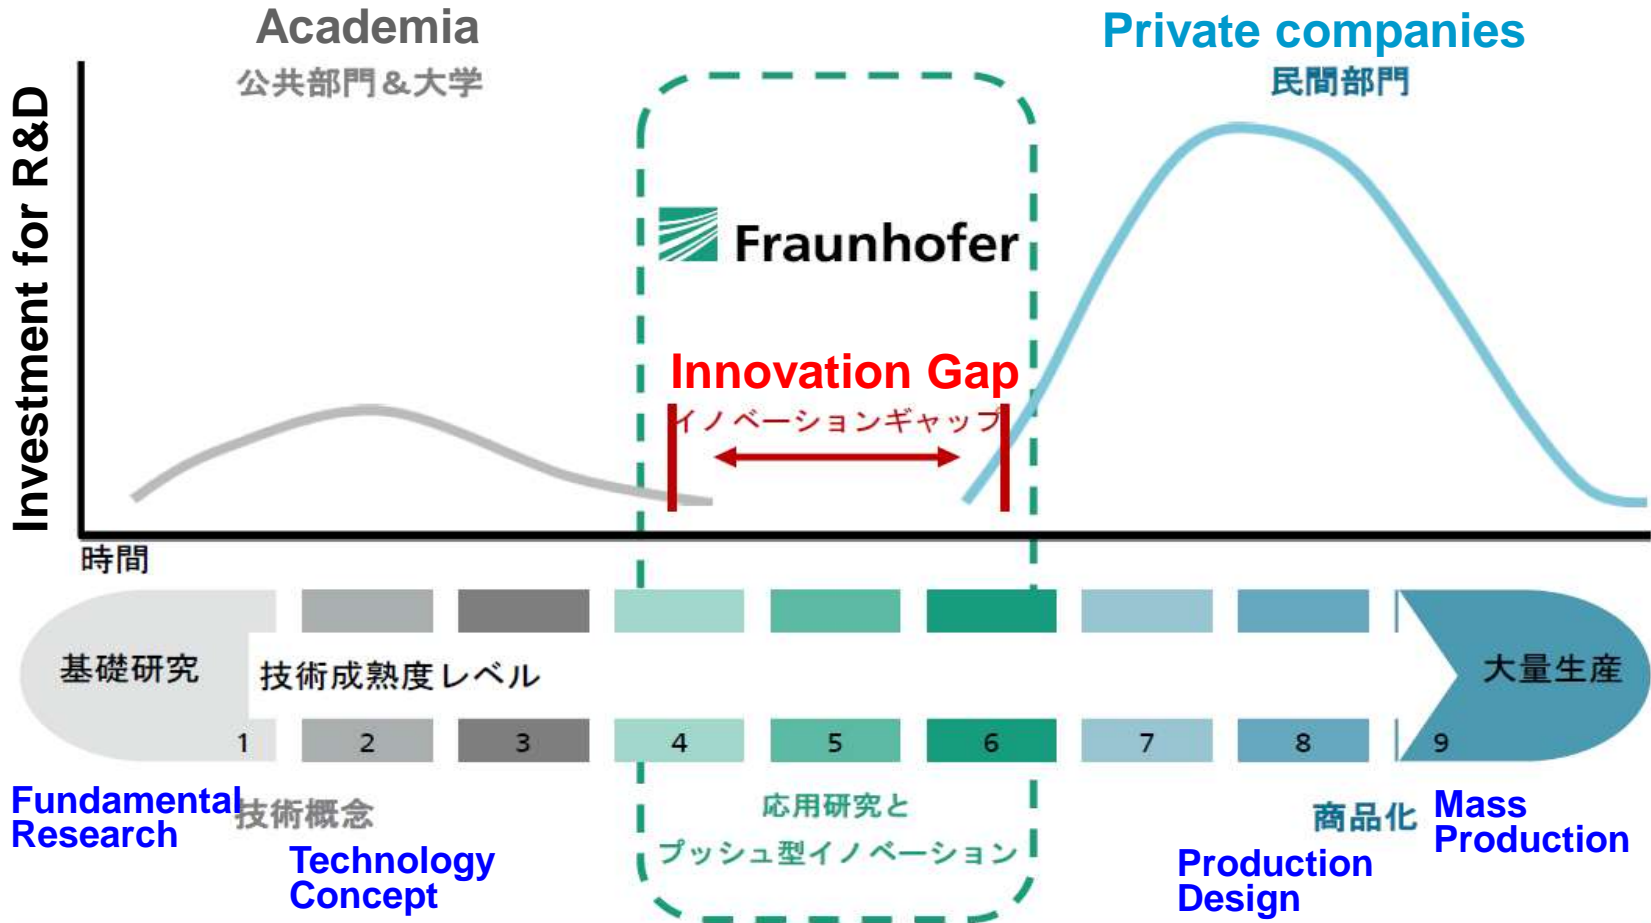 Academia
公共部門&大学
Private companies
民間部門
Investment for R&D
Fraunhofer
Innovation Gap
イノベーションギャップ
時間
基礎研究
技術成熟度レベル
大量生産
1 2 3 4 5 6 7 8 9
Fundamental
Research
技術概念
Technology
Concept
応用研究と
プッシュ型イノベーション
商品化
Production
Design
Mass
Production